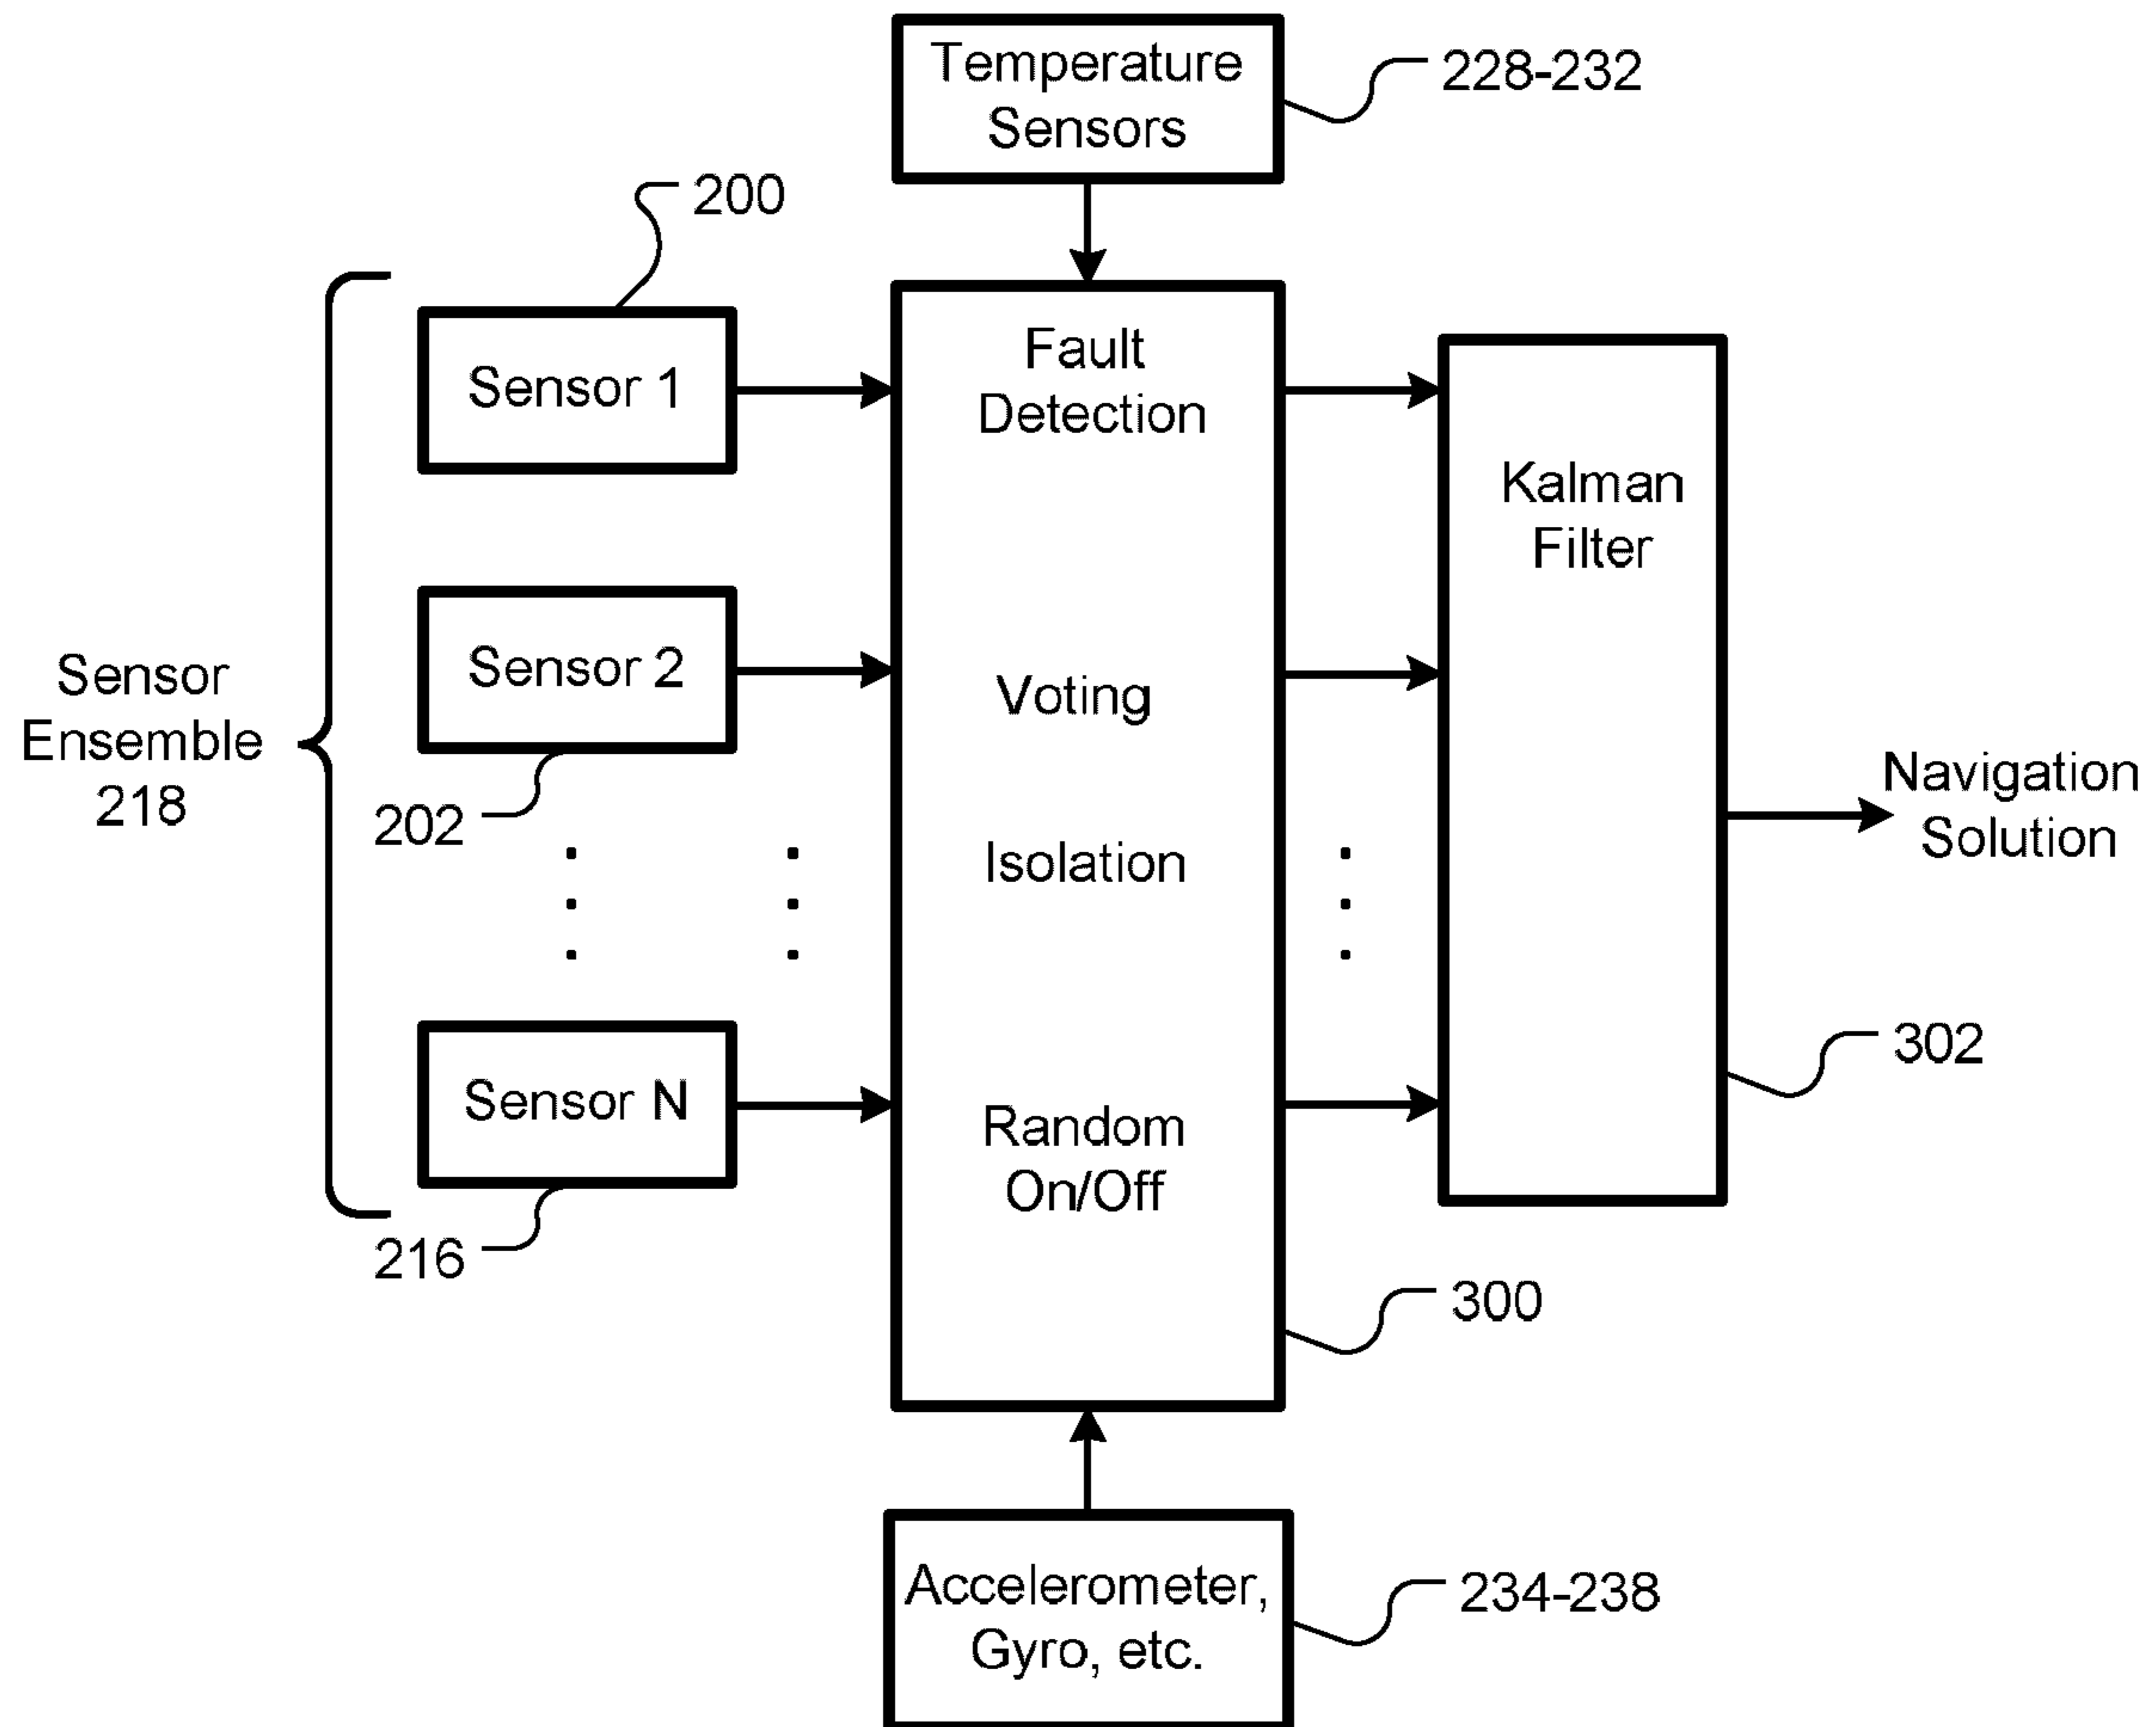 Temperature
Sensors
228-232
200
Sensor 1
Fault
Detection
Kalman
Filter
Sensor 2
Voting
Sensor
Ensemble
218
202
Isolation
Navigation
Solution
Sensor N
Random
On/Off
302
216
300
Accelerometer,
Gyro, etc.
234-238